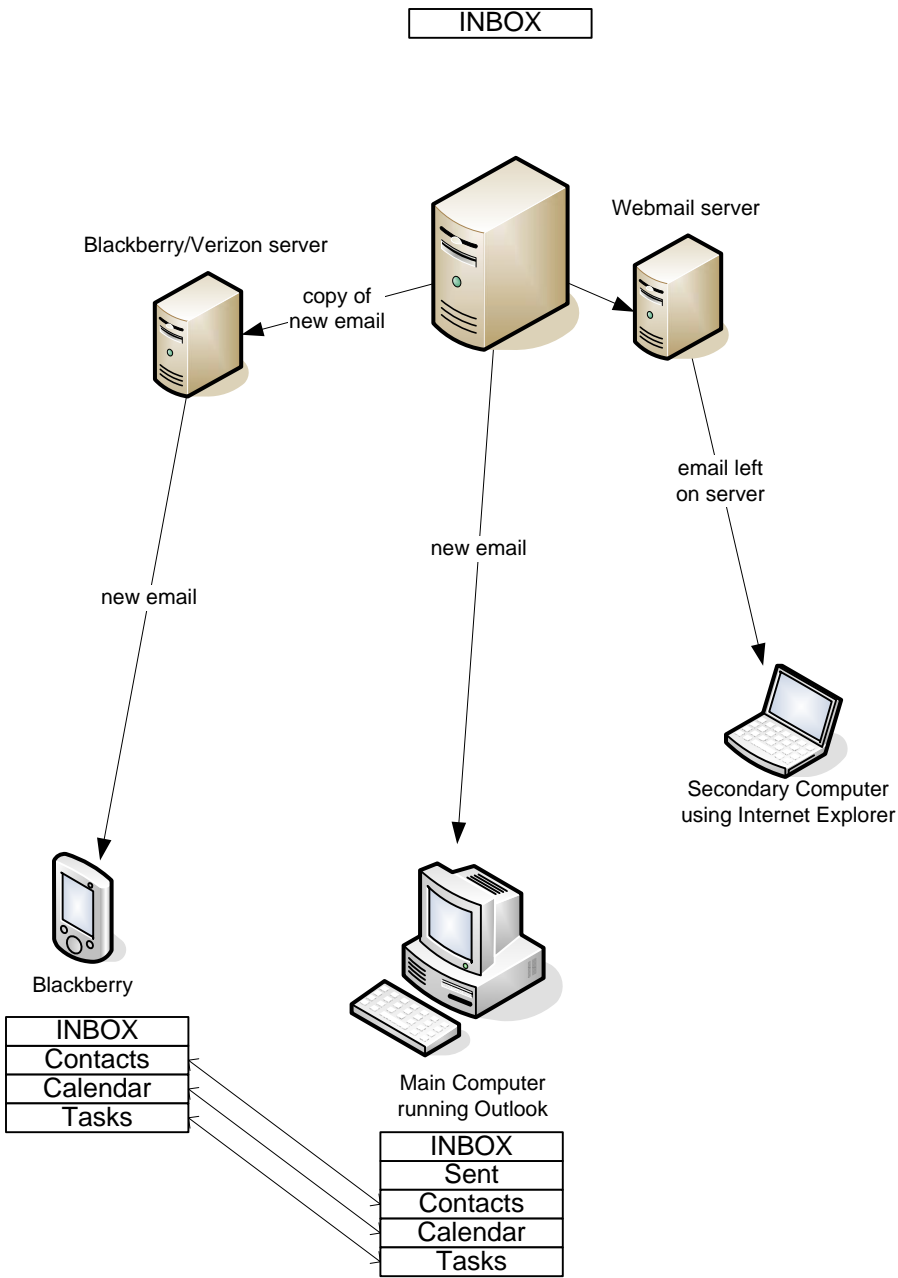 INBOX
Webmail server
Blackberry/Verizon server
copy of
new email
email left
on server
new email
new email
Secondary Computer
using Internet Explorer
Blackberry
INBOX
Contacts
Calendar
Tasks
Main Computer
running Outlook
INBOX
Sent
Contacts
Calendar
Tasks